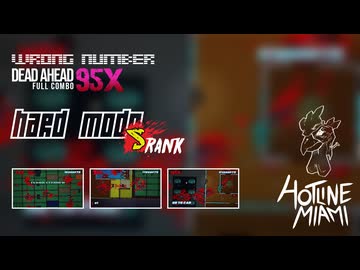 WRONG NUMBER
DEAD AHEAD
FULL COMBO
95X
hard mode
S RANK
HOTLINE
MIAMI